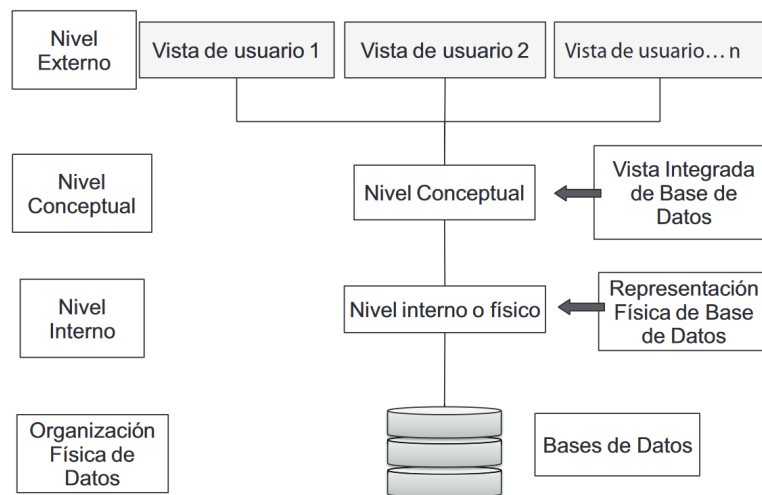 Nivel
Externo
Vista de usuario 1
Vista de usuario 2
Vista de usuario… n
Nivel
Conceptual
Nivel Conceptual
Vista Integrada
de Base de
Datos
Nivel
Interno
Nivel interno o físico
Representación
Física de Base
de Datos
Organización
Física de
Datos
Bases de Datos